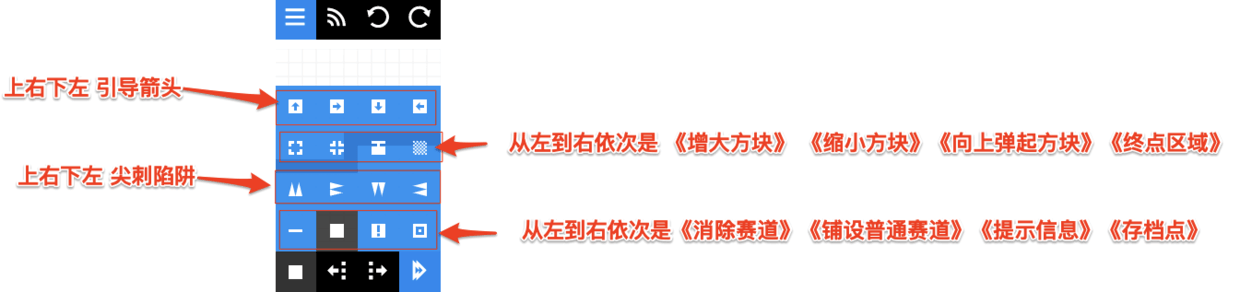 上右下左 引导箭头
从左到右依次是 《增大方块》 《缩小方块》《向上弹起方块》《终点区域》
上右下左 尖刺陷阱
从左到右依次是《消除赛道》《铺设普通赛道》《提示信息》《存档点》